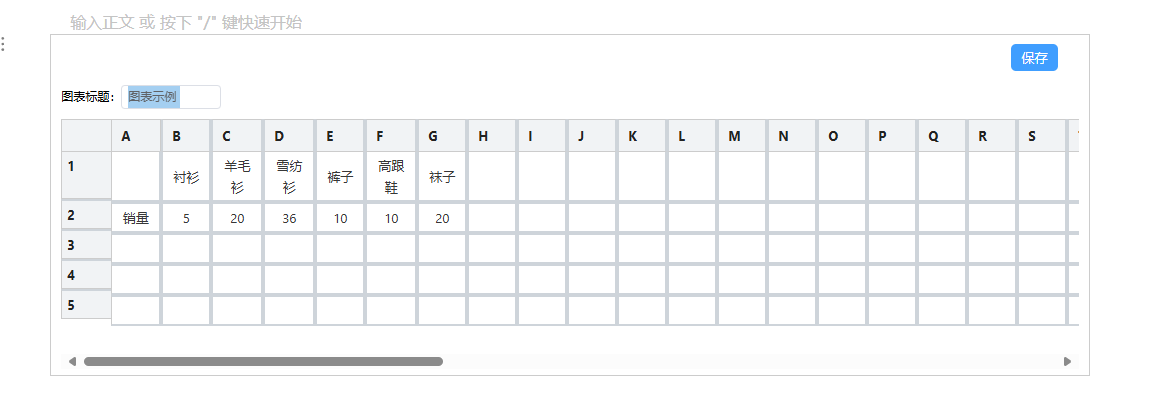 输入正文 或 按下 "/" 键快速开始
保存
图表标题： 图表示例
A B C D E F G H I J K L M N O P Q R S
1 衬衫 羊毛衫 雪纺衫 裤子 高跟鞋 袜子
2 销量 5 20 36 10 10 20
3
4
5